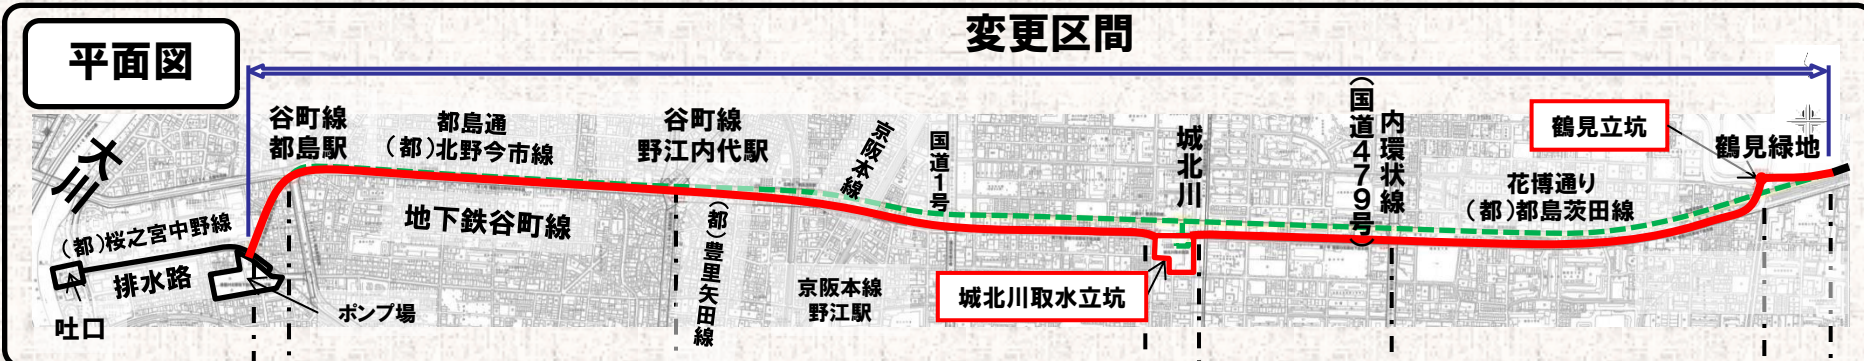 平面図
変更区間
大川
谷町線
都島駅
都島通
(都)北野今市線
谷町線
野江内代駅
京阪本線
国道1号
城北川
(国道479号)
内環状線
鶴見立坑
鶴見緑地
花博通り
(都)都島茨田線
(都)桜之宮中野線
地下鉄谷町線
(都)豊里矢田線
排水路
吐口
ポンプ場
京阪本線
野江駅
城北川取水立坑